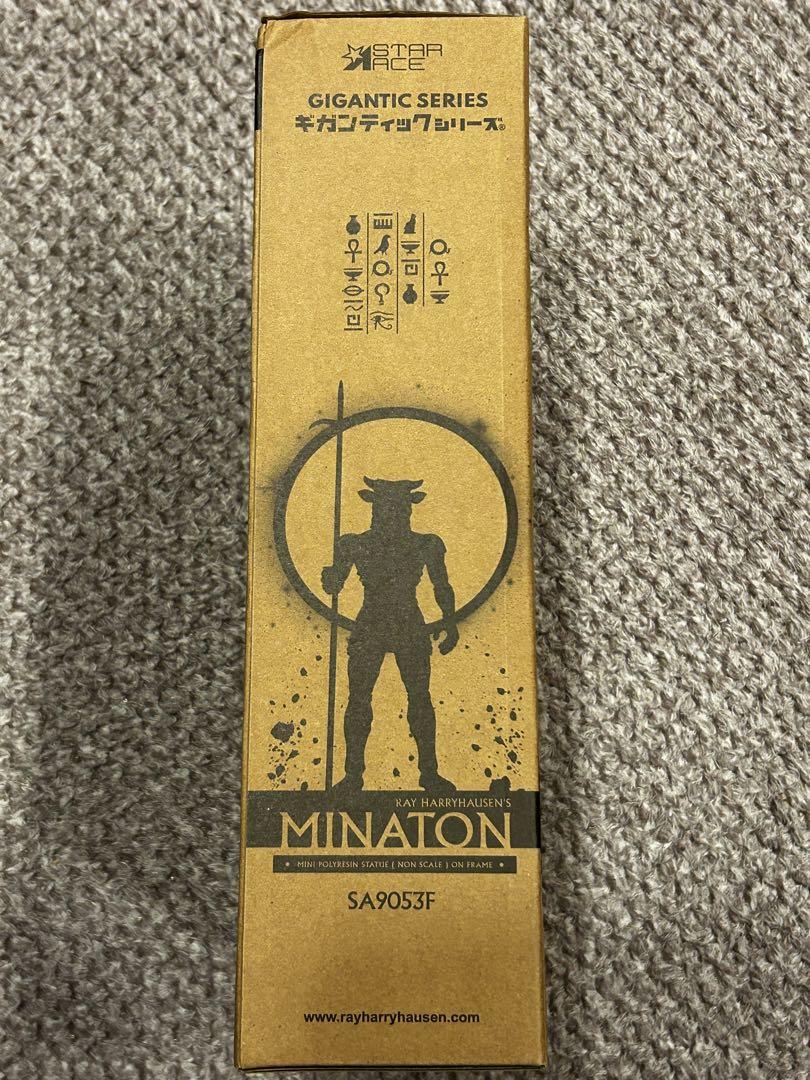 STAR
ACE
GIGANTIC SERIES
ギガンティックシリーズ®
RAY HARRYHAUSEN'S
MINATON
• MINI POLYRESIN STATUE ( NON SCALE ) ON FRAME •
SA9053F
www.rayharryhausen.com